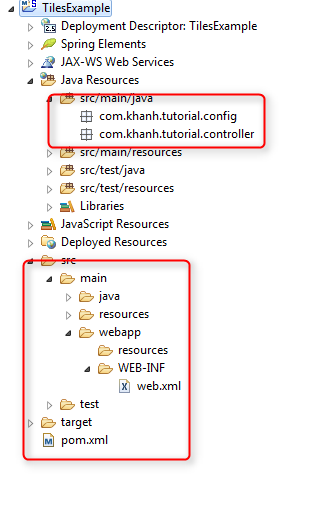 TilesExample
Deployment Descriptor: TilesExample
Spring Elements
JAX-WS Web Services
Java Resources
src/main/java
com.khanh.tutorial.config
com.khanh.tutorial.controller
src/main/resources
src/test/java
src/test/resources
Libraries
JavaScript Resources
Deployed Resources
src
main
java
resources
webapp
resources
WEB-INF
web.xml
test
target
pom.xml